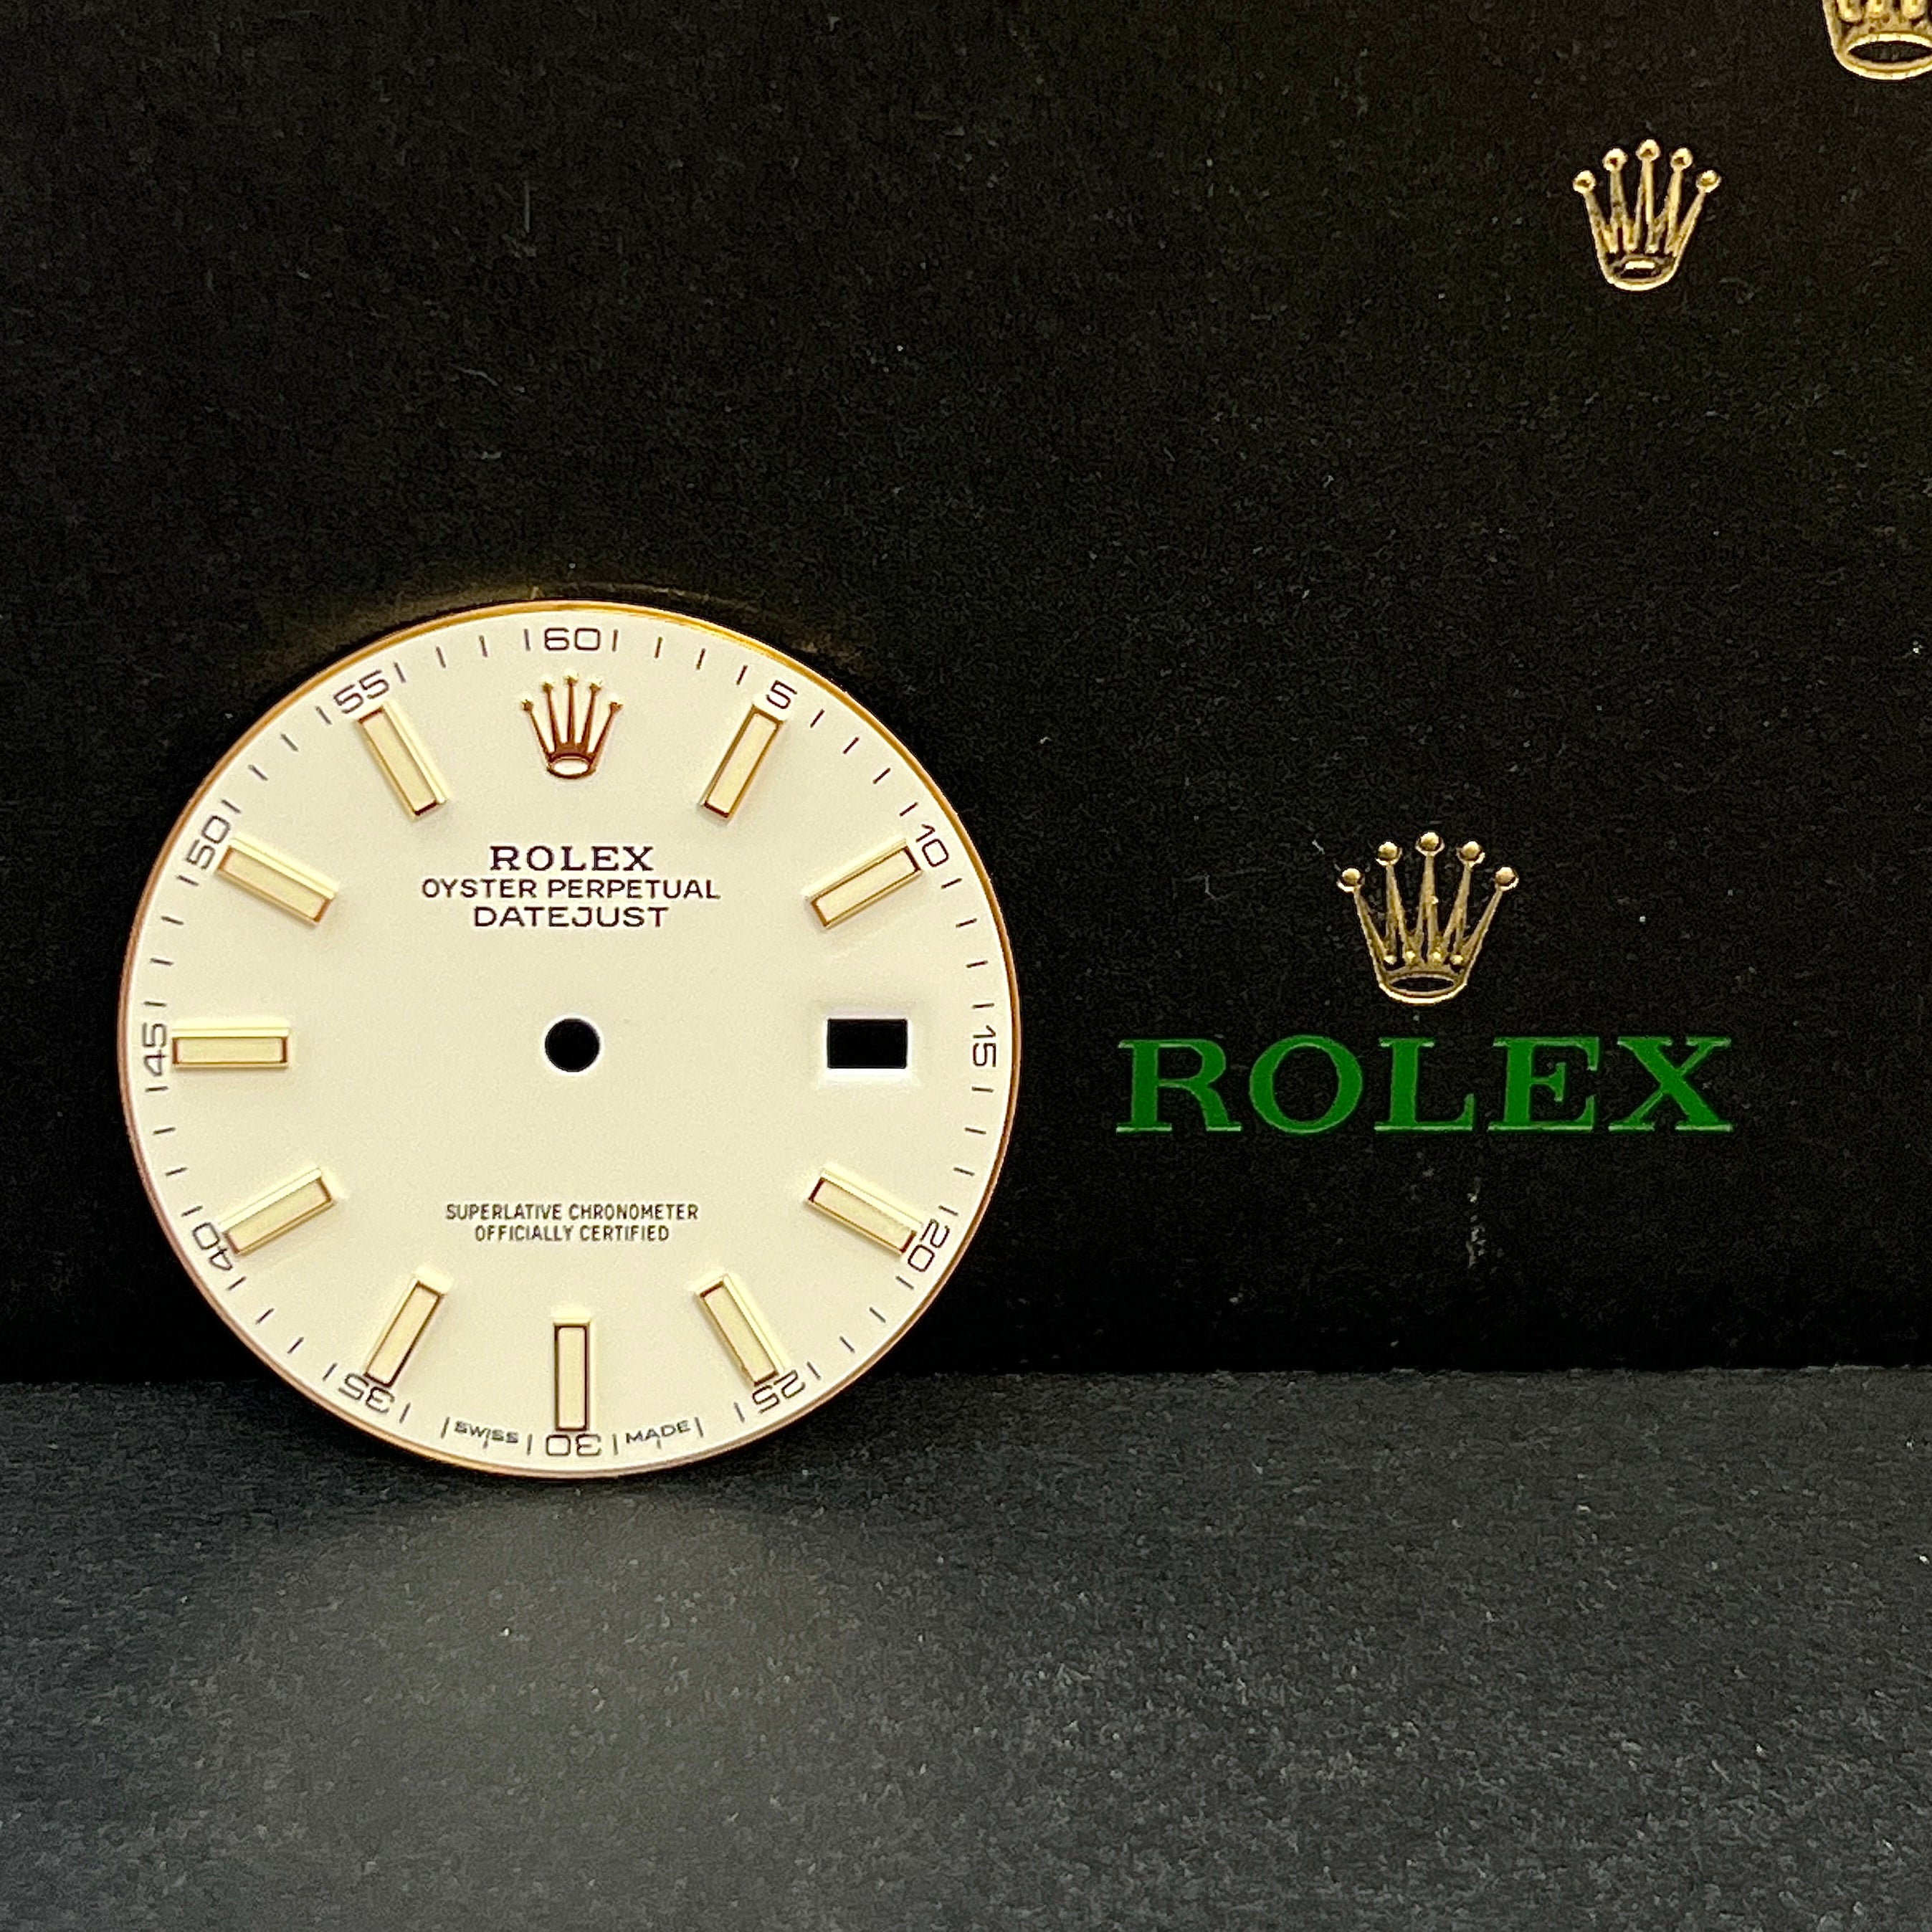 60
55
5
50
10
ROLEX
OYSTER PERPETUAL
DATEJUST
45
15
ROLEX
SUPERLATIVE CHRONOMETER
OFFICIALLY CERTIFIED
40
20
35
25
SWISS
30
MADE